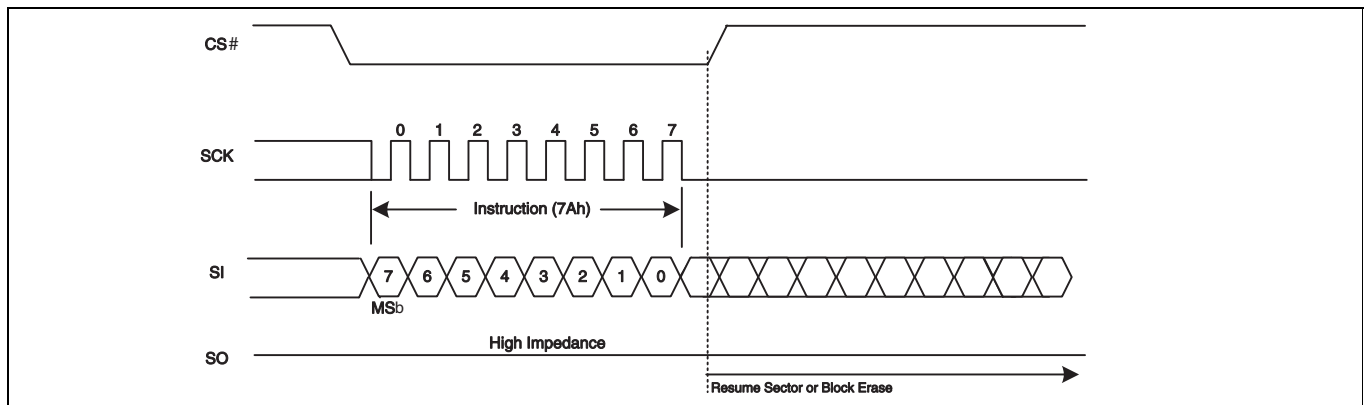 CS#
SCK
0 1 2 3 4 5 6 7
Instruction (7Ah)
SI
7 6 5 4 3 2 1 0
MSb
High Impedance
SO
Resume Sector or Block Erase